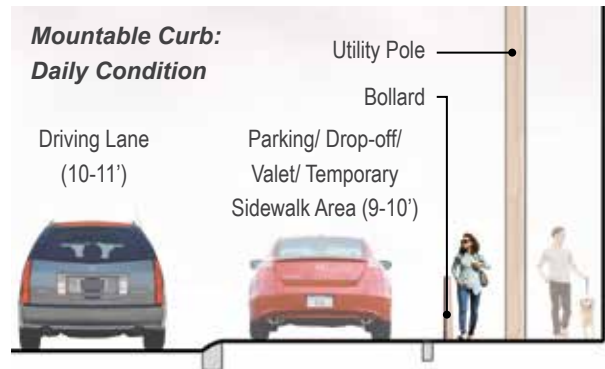 Mountable Curb:
Daily Condition
Utility Pole
Bollard
Driving Lane
(10-11’)
Parking/ Drop-off/
Valet/ Temporary
Sidewalk Area (9-10’)